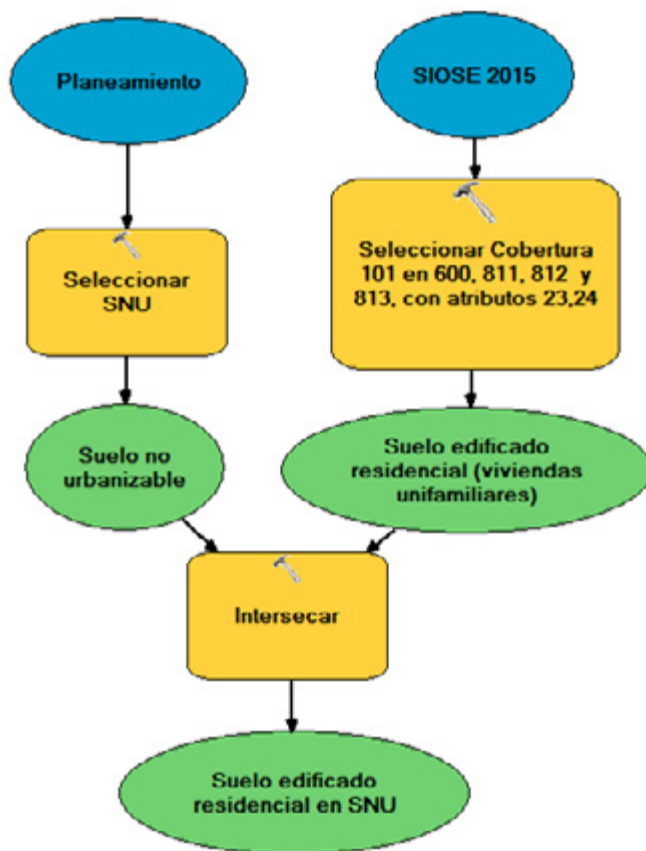 Planeamiento
SIOSE 2015
Seleccionar
SNU
Seleccionar Cobertura
101 en 600, 811, 812 y
813, con atributos 23,24
Suelo no
urbanizable
Suelo edificado
residencial (viviendas
unifamiliares)
Intersecar
Suelo edificado
residencial en SNU